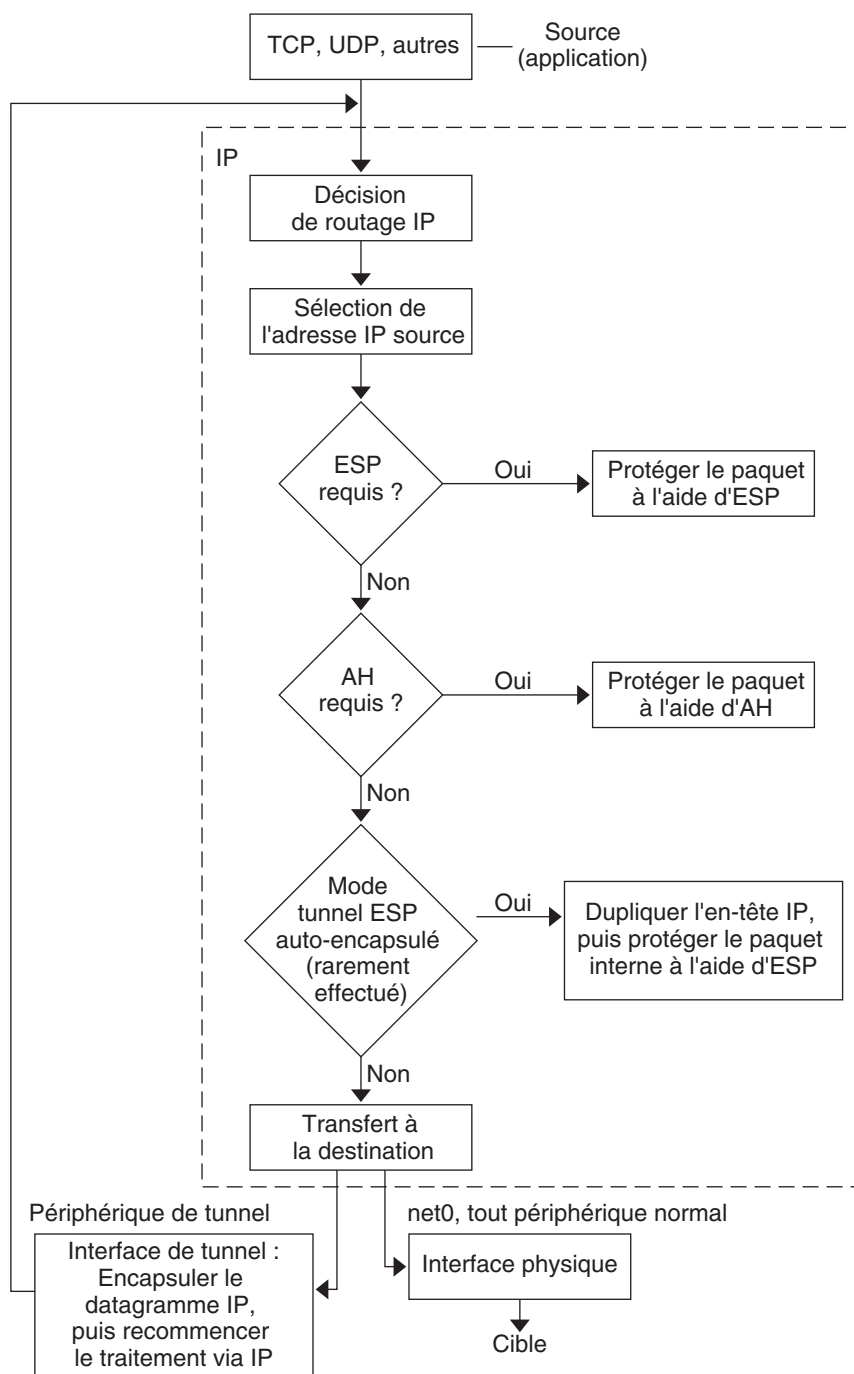 TCP, UDP, autres
Source
(application)
IP
Décision
de routage IP
Sélection de
l'adresse IP source
ESP
requis ?
Oui
Protéger le paquet
à l'aide d'ESP
Non
AH
requis ?
Oui
Protéger le paquet
à l'aide d'AH
Non
Mode
tunnel ESP
auto-encapsulé
(rarement
effectué)
Oui
Dupliquer l'en-tête IP,
puis protéger le paquet
interne à l'aide d'ESP
Non
Transfert à
la destination
Périphérique de tunnel
net0, tout périphérique normal
Interface de tunnel :
Encapsuler le
datagramme IP,
puis recommencer
le traitement via IP
Interface physique
Cible